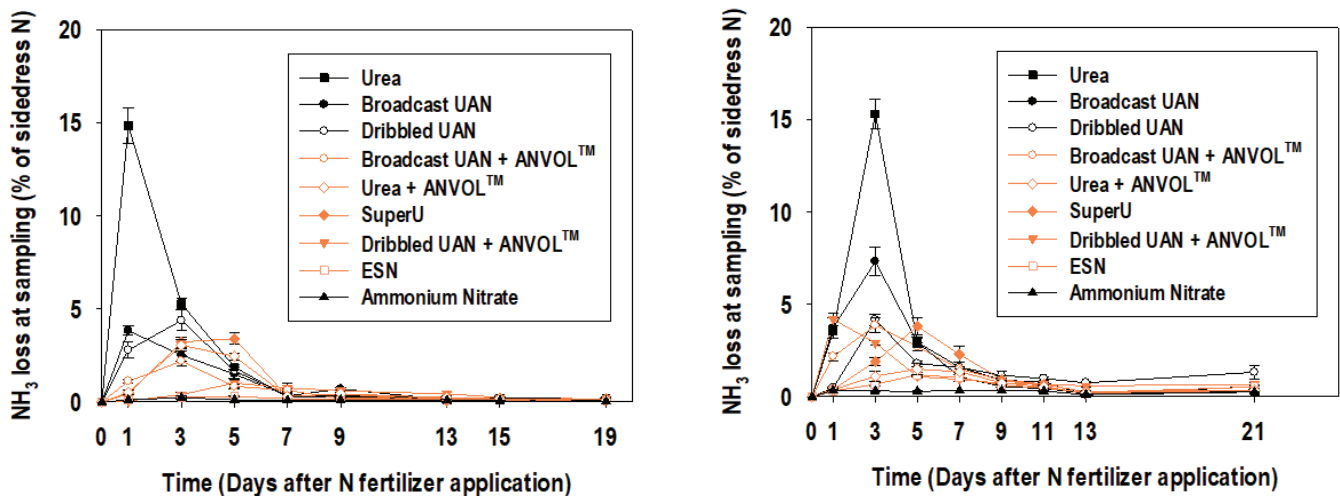 NH3 loss at sampling (% of sidedress N)
20
15
10
5
0
Urea
Broadcast UAN
Dribbled UAN
Broadcast UAN + ANVOL™
Urea + ANVOL™
SuperU
Dribbled UAN + ANVOL™
ESN
Ammonium Nitrate
0 1 3 5 7 9 13 15 19
Time (Days after N fertilizer application)
NH3 loss at sampling (% of sidedress N)
20
15
10
5
0
Urea
Broadcast UAN
Dribbled UAN
Broadcast UAN + ANVOL™
Urea + ANVOL™
SuperU
Dribbled UAN + ANVOL™
ESN
Ammonium Nitrate
0 1 3 5 7 9 11 13 21
Time (Days after N fertilizer application)